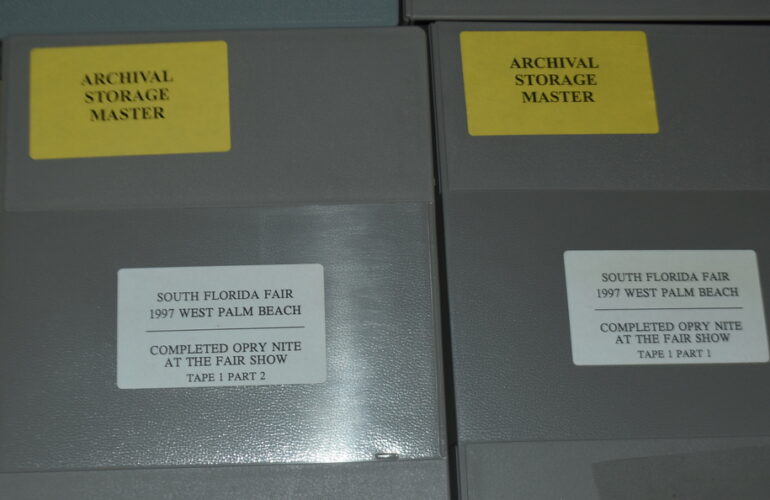 ARCHIVAL
STORAGE
MASTER
SOUTH FLORIDA FAIR
1997 WEST PALM BEACH
COMPLETED OPRY NITE
AT THE FAIR SHOW
TAPE 1 PART 2
ARCHIVAL
STORAGE
MASTER
SOUTH FLORIDA FAIR
1997 WEST PALM BEACH
COMPLETED OPRY NITE
AT THE FAIR SHOW
TAPE 1 PART 1